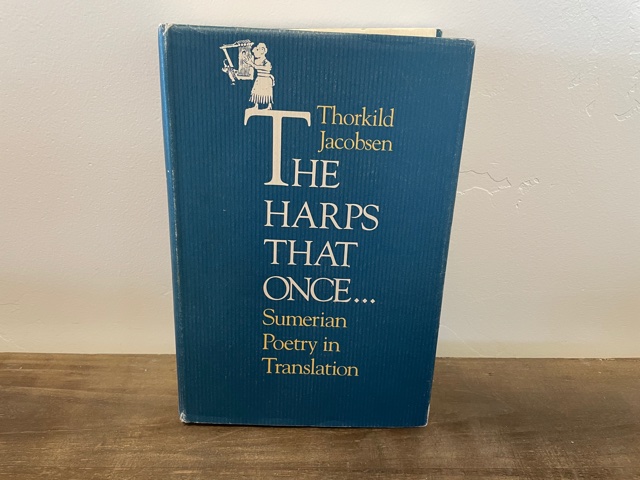 Thorkild
Jacobsen
THE
HARPS
THAT
ONCE...
Sumerian
Poetry in
Translation